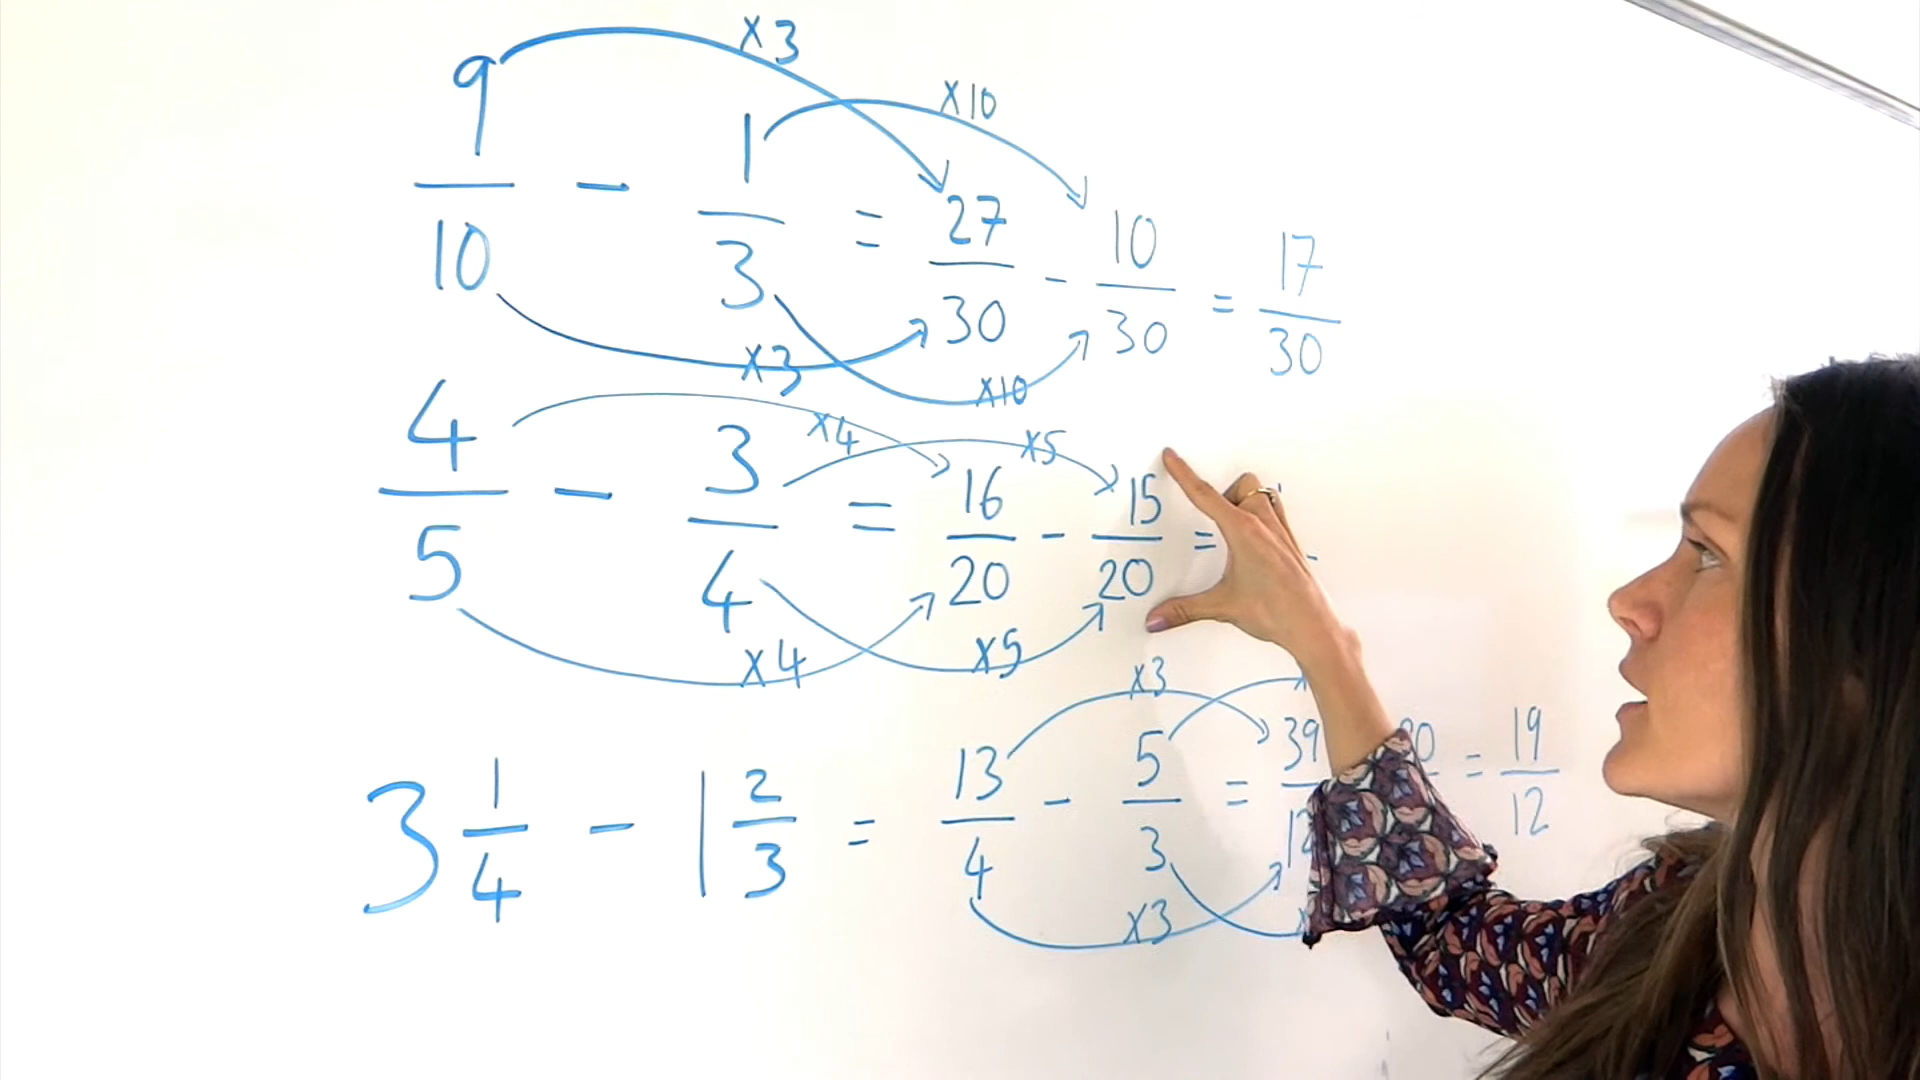 9/10 - 1/3 = 27/30 - 10/30 = 17/30
x3
x10
x3
x10
4/5 - 3/4 = 16/20 - 15/20 =
x4
x5
x4
x5
3 1/4 - 1 2/3 = 13/4 - 5/3 = 39/12 = 19/12
x3
x3